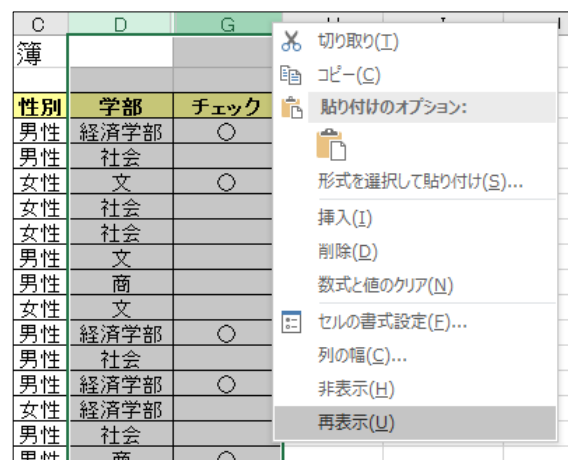 C D G
簿
性別 学部 チェック
男性 経済学部 〇
男性 社会
女性 文 〇
女性 社会
女性 社会
男性 文
男性 商
女性 文
男性 経済学部 〇
男性 社会
男性 経済学部 〇
女性 経済学部
男性 社会
男性 商 〇
切り取り(T)
コピー(C)
貼り付けのオプション:
形式を選択して貼り付け(S)...
挿入(I)
削除(D)
数式と値のクリア(N)
セルの書式設定(F)...
列の幅(C)...
非表示(H)
再表示(U)